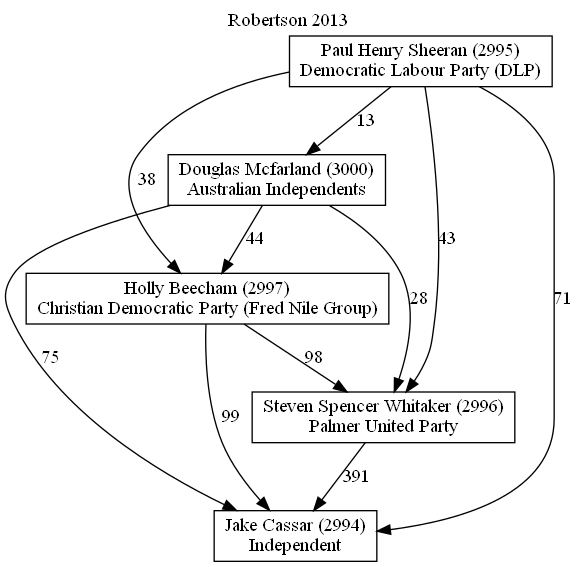 Robertson 2013
Paul Henry Sheeran (2995)
Democratic Labour Party (DLP)
13
Douglas Mcfarland (3000)
Australian Independents
38
44
43
Holly Beecham (2997)
Christian Democratic Party (Fred Nile Group)
28
71
75
98
Steven Spencer Whitaker (2996)
Palmer United Party
99
391
Jake Cassar (2994)
Independent